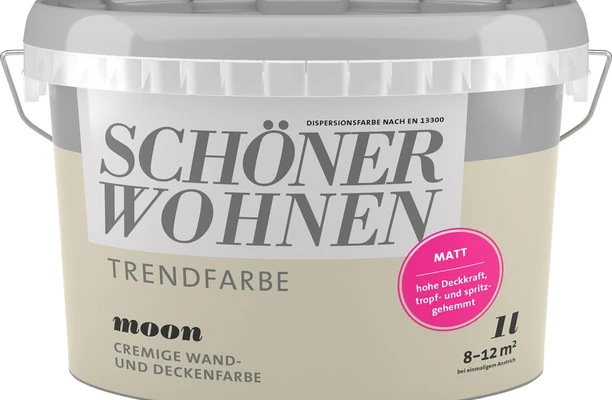 DISPERSIONSFARBE NACH EN 13300
SCHÖNER
WOHNEN
TRENDFARBE
MATT
hohe Deckkraft,
tropf- und spritz-
gehemmt
moon
CREMIGE WAND-
UND DECKENFARBE
1l
8–12 m²
bei einmaligem Anstrich